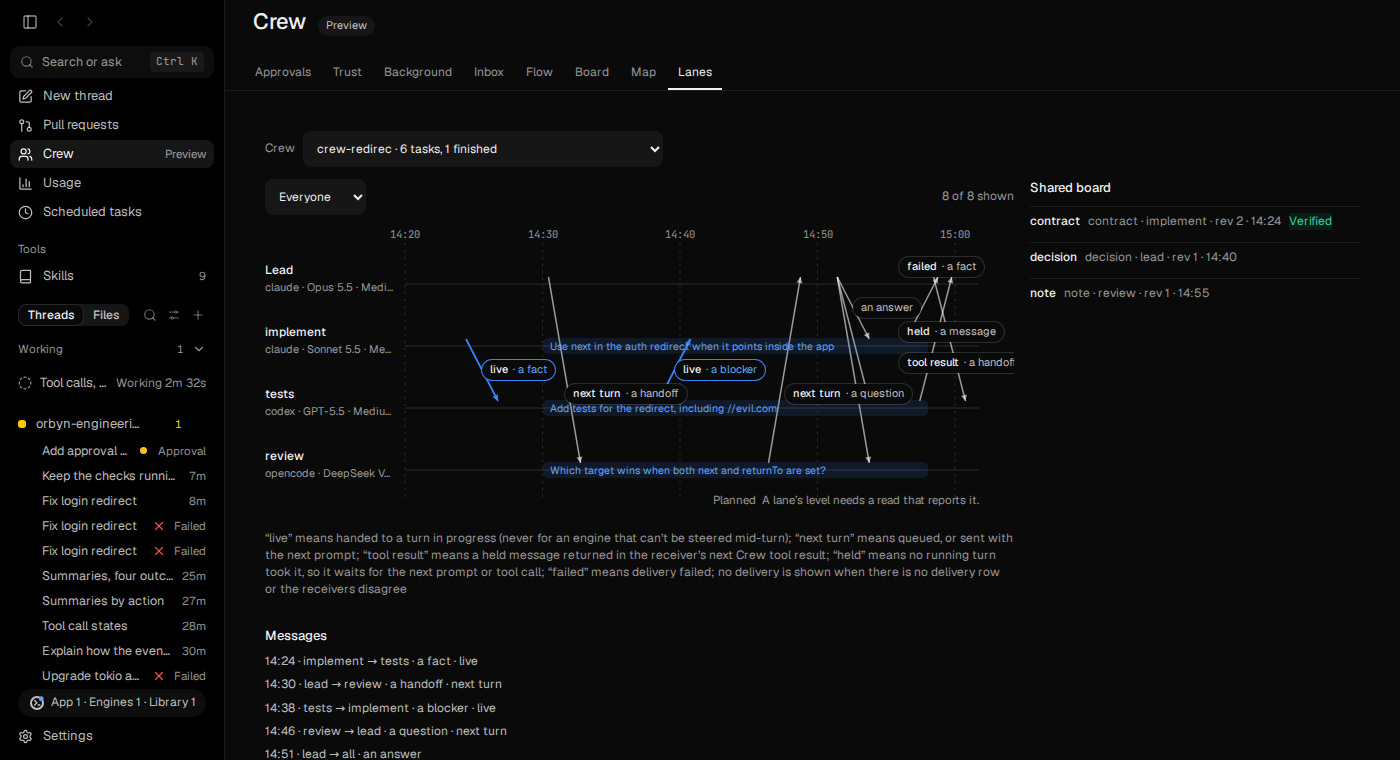 Search or ask Ctrl K
New thread
Pull requests
Crew Preview
Usage
Scheduled tasks
Tools
Skills 9
Threads Files
Working 1
Tool calls, ... Working 2m 32s
orbyn-engineeri... 1
Add approval ... Approval
Keep the checks runni... 7m
Fix login redirect 8m
Fix login redirect Failed
Fix login redirect Failed
Summaries, four outc... 25m
Summaries by action 27m
Tool call states 28m
Explain how the even... 30m
Upgrade tokio a... Failed
App 1 · Engines 1 · Library 1
Settings
Crew Preview
Approvals Trust Background Inbox Flow Board Map Lanes
Crew crew-redirec · 6 tasks, 1 finished
Everyone 8 of 8 shown
14:20 14:30 14:40 14:50 15:00
Lead
claude · Opus 5.5 · Medi...
failed · a fact
an answer
implement
claude · Sonnet 5.5 · Me...
held · a message
Use next in the auth redirect when it points inside the app
tool result · a handoff
live · a fact
live · a blocker
tests
codex · GPT-5.5 · Mediu...
next turn · a handoff
next turn · a question
Add tests for the redirect, including //evil.com
review
opencode · DeepSeek V...
Which target wins when both next and returnTo are set?
Planned A lane's level needs a read that reports it.
“live” means handed to a turn in progress (never for an engine that can’t be steered mid-turn); “next turn” means queued, or sent with
the next prompt; “tool result” means a held message returned in the receiver’s next Crew tool result; “held” means no running turn
took it, so it waits for the next prompt or tool call; “failed” means delivery failed; no delivery is shown when there is no delivery row
or the receivers disagree
Messages
14:24 · implement → tests · a fact · live
14:30 · lead → review · a handoff · next turn
14:38 · tests → implement · a blocker · live
14:46 · review → lead · a question · next turn
14:51 · lead → all · an answer
Shared board
contract contract · implement · rev 2 · 14:24 Verified
decision decision · lead · rev 1 · 14:40
note note · review · rev 1 · 14:55